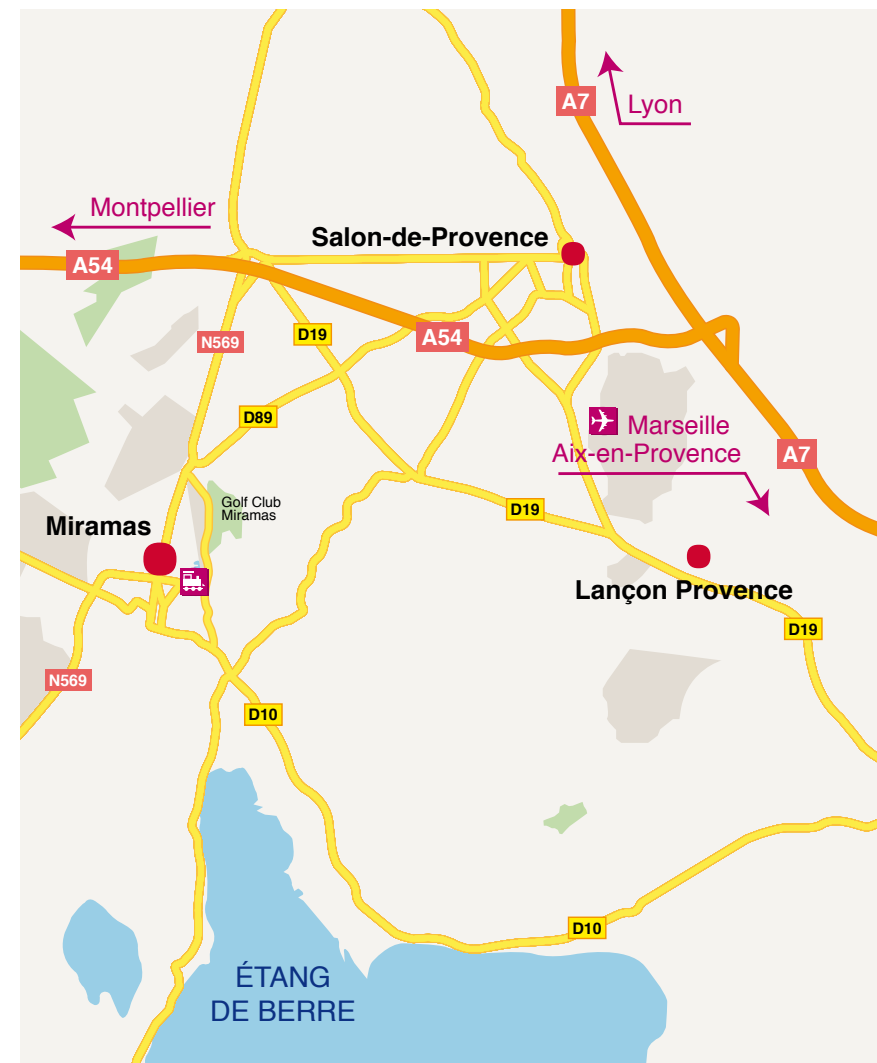 A7
Lyon
Montpellier
Salon-de-Provence
A54
N569
D19
A54
D89
Marseille
Aix-en-Provence
A7
Golf Club
Miramas
D19
Miramas
Lançon Provence
D19
N569
D10
D10
ÉTANG
DE BERRE